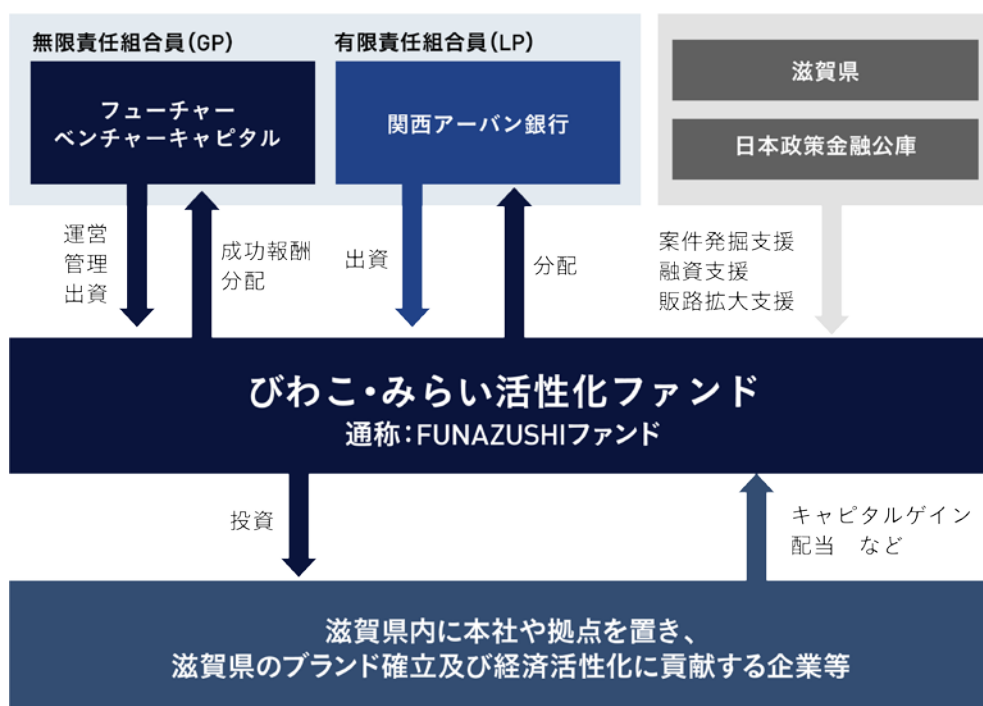 無限責任組合員(GP)
フューチャー
ベンチャーキャピタル
有限責任組合員(LP)
関西アーバン銀行
滋賀県
日本政策金融公庫
運営
管理
出資
成功報酬
分配
出資
分配
案件発掘支援
融資支援
販路拡大支援
びわこ・みらい活性化ファンド
通称:FUNAZUSHIファンド
投資
キャピタルゲイン
配当　など
滋賀県内に本社や拠点を置き、
滋賀県のブランド確立及び経済活性化に貢献する企業等